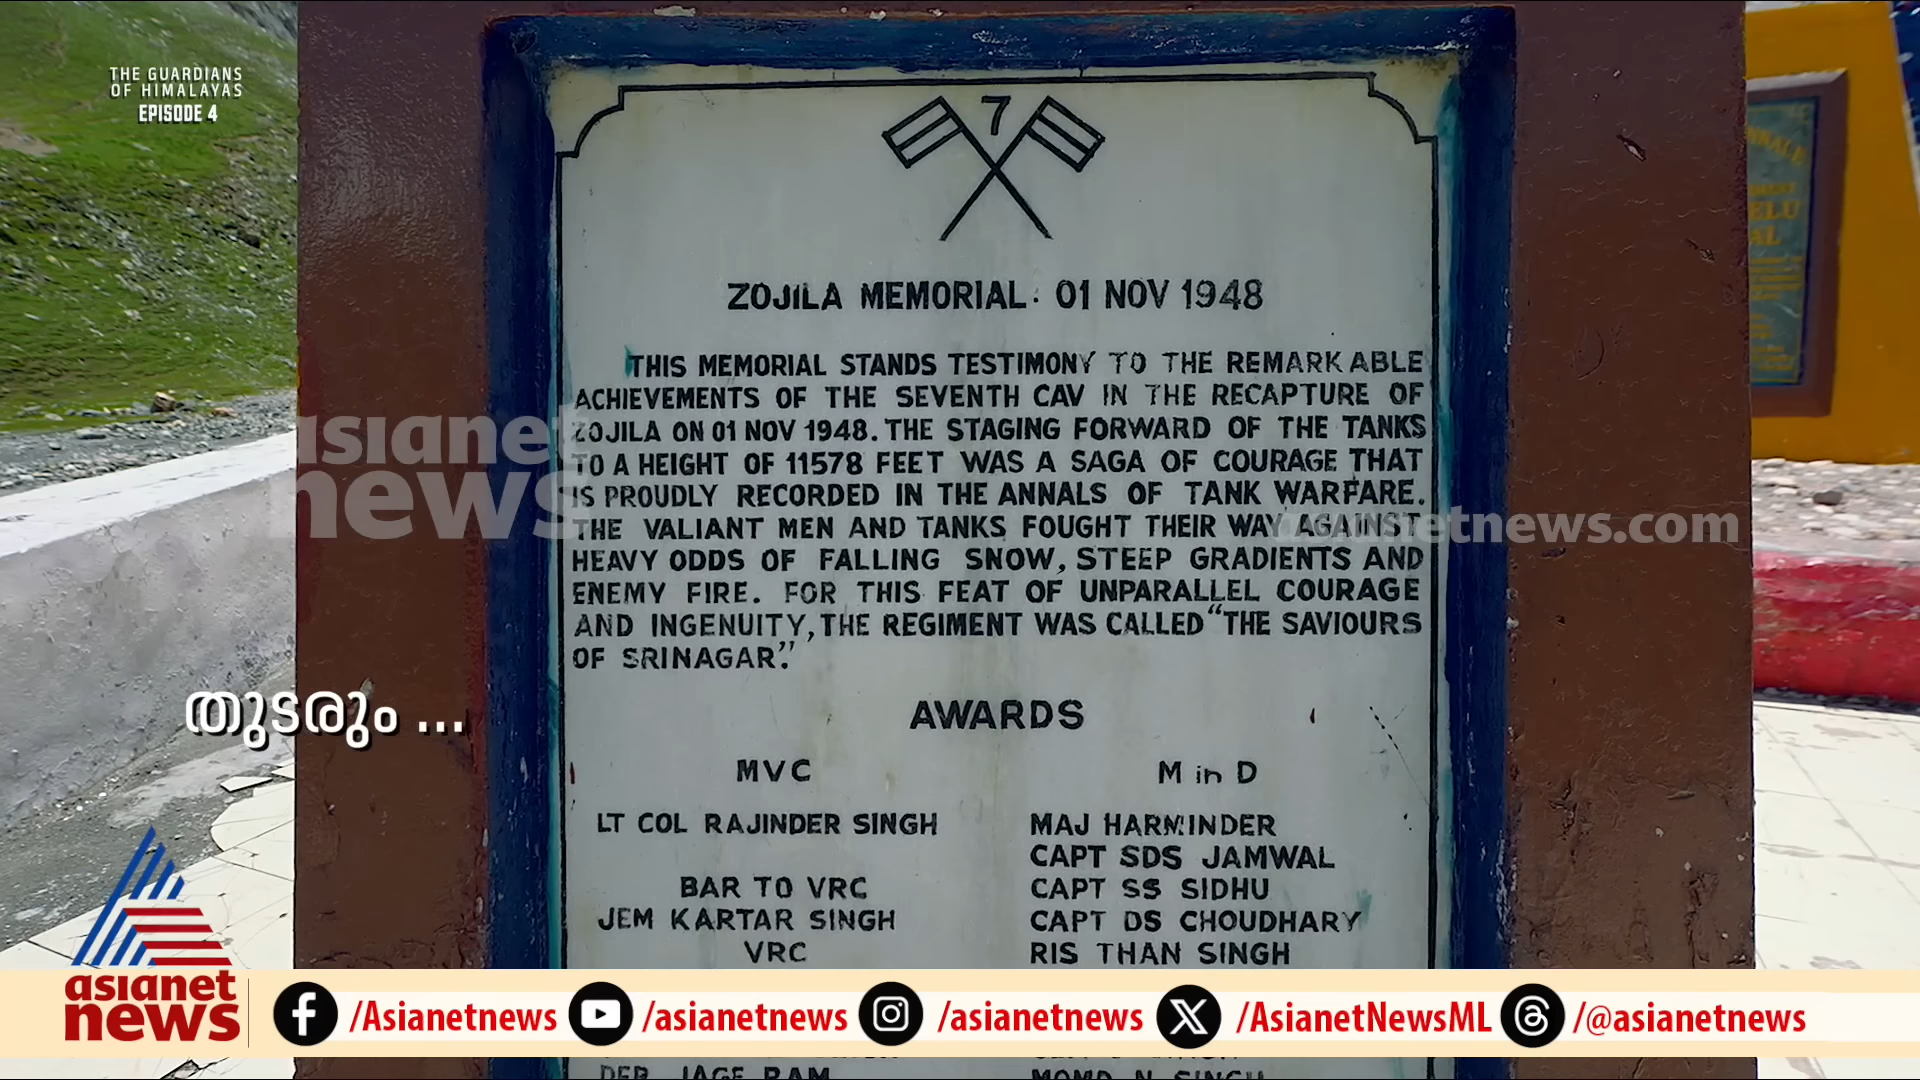 THE GUARDIANS
OF HIMALAYAS
EPISODE 4
7
ZOJILA MEMORIAL: 01 NOV 1948
THIS MEMORIAL STANDS TESTIMONY TO THE REMARKABLE
ACHIEVEMENTS OF THE SEVENTH CAV IN THE RECAPTURE OF
ZOJILA ON 01 NOV 1948. THE STAGING FORWARD OF THE TANKS
TO A HEIGHT OF 11578 FEET WAS A SAGA OF COURAGE THAT
IS PROUDLY RECORDED IN THE ANNALS OF TANK WARFARE.
THE VALIANT MEN AND TANKS FOUGHT THEIR WAY AGAINST
HEAVY ODDS OF FALLING SNOW, STEEP GRADIENTS AND
ENEMY FIRE. FOR THIS FEAT OF UNPARALLEL COURAGE
AND INGENUITY, THE REGIMENT WAS CALLED "THE SAVIOURS
OF SRINAGAR".
AWARDS
MVC
LT COL RAJINDER SINGH
BAR TO VRC
JEM KARTAR SINGH
VRC
M in D
MAJ HARMINDER
CAPT SDS JAMWAL
CAPT SS SIDHU
CAPT DS CHOUDHARY
RIS THAN SINGH
JAGE RAM
SINGH
asianet
news
asianetnews.com
തുടരും ...
asianet
news
/Asianetnews
/asianetnews
/asianetnews
/AsianetNewsML
/@asianetnews